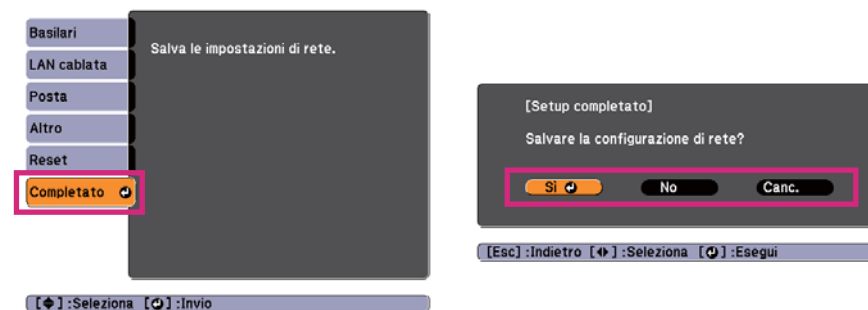 Basilari
LAN cablata
Posta
Altro
Reset
Completato
Salva le impostazioni di rete.
[ ] :Seleziona [ ] :Invio
[Setup completato]
Salvare la configurazione di rete?
Sì No Canc.
[Esc] :Indietro [ ] :Seleziona [ ] :Esegui